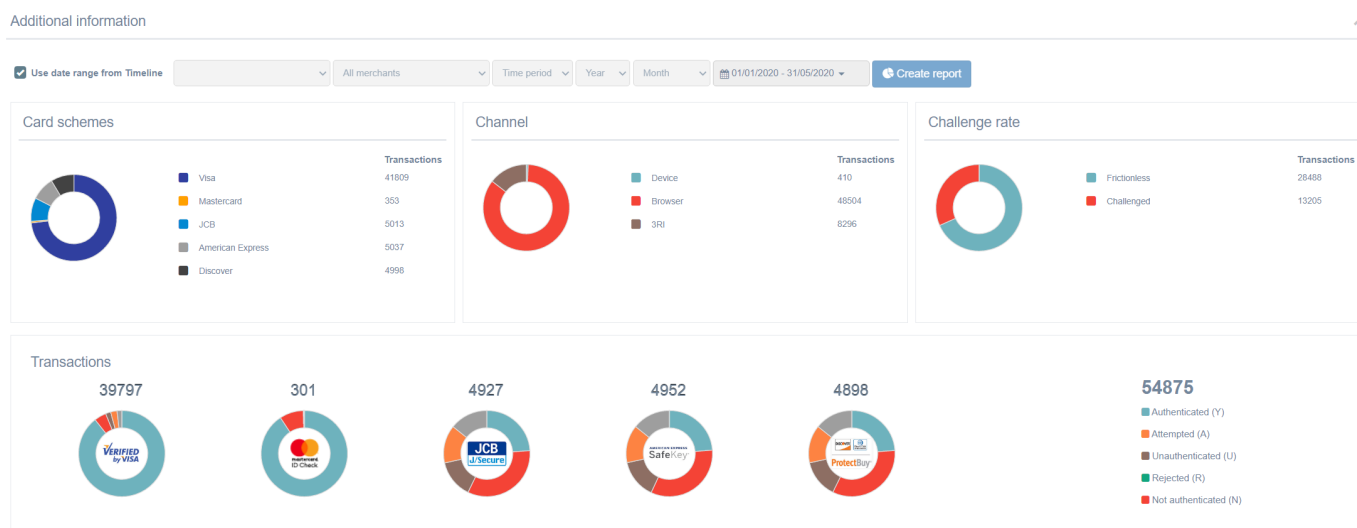 Additional information
Use date range from Timeline
All merchants
Time period
Year
Month
01/01/2020 - 31/05/2020
Create report
Card schemes
Transactions
Visa 41809
Mastercard 353
JCB 5013
American Express 5037
Discover 4998
Channel
Transactions
Device 410
Browser 48504
3RI 8296
Challenge rate
Transactions
Frictionless 28488
Challenged 13205
Transactions
39797
VERIFIED
by VISA
301
mastercard
ID Check
4927
JCB
J/Secure
4952
AMERICAN EXPRESS
SafeKey
4898
DISCOVER
ProtectBuy
54875
Authenticated (Y)
Attempted (A)
Unauthenticated (U)
Rejected (R)
Not authenticated (N)